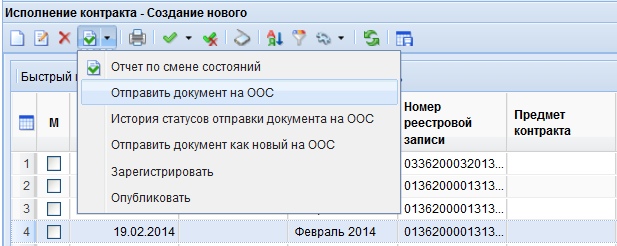 Исполнение контракта - Создание нового
Отчет по смене состояний
Быстрый
Отправить документ на ООС
М
История статусов отправки документа на ООС
Номер реестровой записи
Предмет контракта
Отправить документ как новый на ООС
1 0336200032013...
Зарегистрировать
2 0136200001313...
Опубликовать
3 0136200001313...
4 19.02.2014 Февраль 2014 0136200001313...